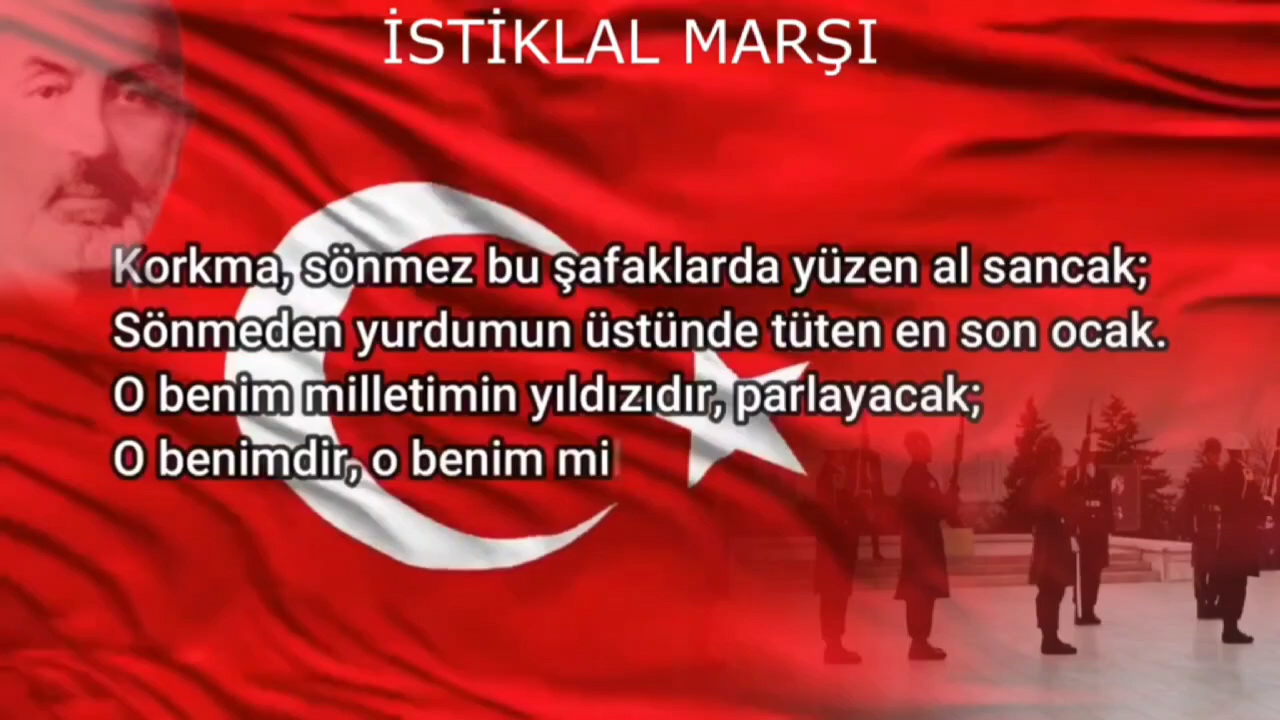 İSTİKLAL MARŞI
Korkma, sönmez bu şafaklarda yüzen al sancak;
Sönmeden yurdumun üstünde tüten en son ocak.
O benim milletimin yıldızıdır, parlayacak;
O benimdir, o benim mi